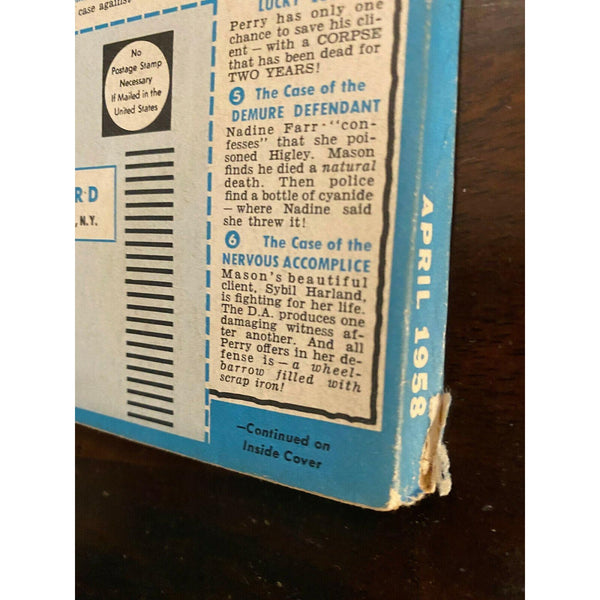 case against
No
Postage Stamp
Necessary
If Mailed in the
United States
RD
, N.Y.
LUCKY
Perry has only one
chance to save his cli-
ent — with a CORPSE
that has been dead for
TWO YEARS!
5 The Case of the
DEMURE DEFENDANT
Nadine Farr "con-
fesses" that she poi-
soned Higley. Mason
finds he died a natural
death. Then police
find a bottle of cyanide
— where Nadine said
she threw it!
6 The Case of the
NERVOUS ACCOMPLICE
Mason's beautiful
client, Sybil Harland,
is fighting for her life.
The D.A. produces one
damaging witness af-
ter another. And all
Perry offers in her de-
fense is — a wheel-
barrow filled with
scrap iron!
—Continued on
Inside Cover
APRIL 1958